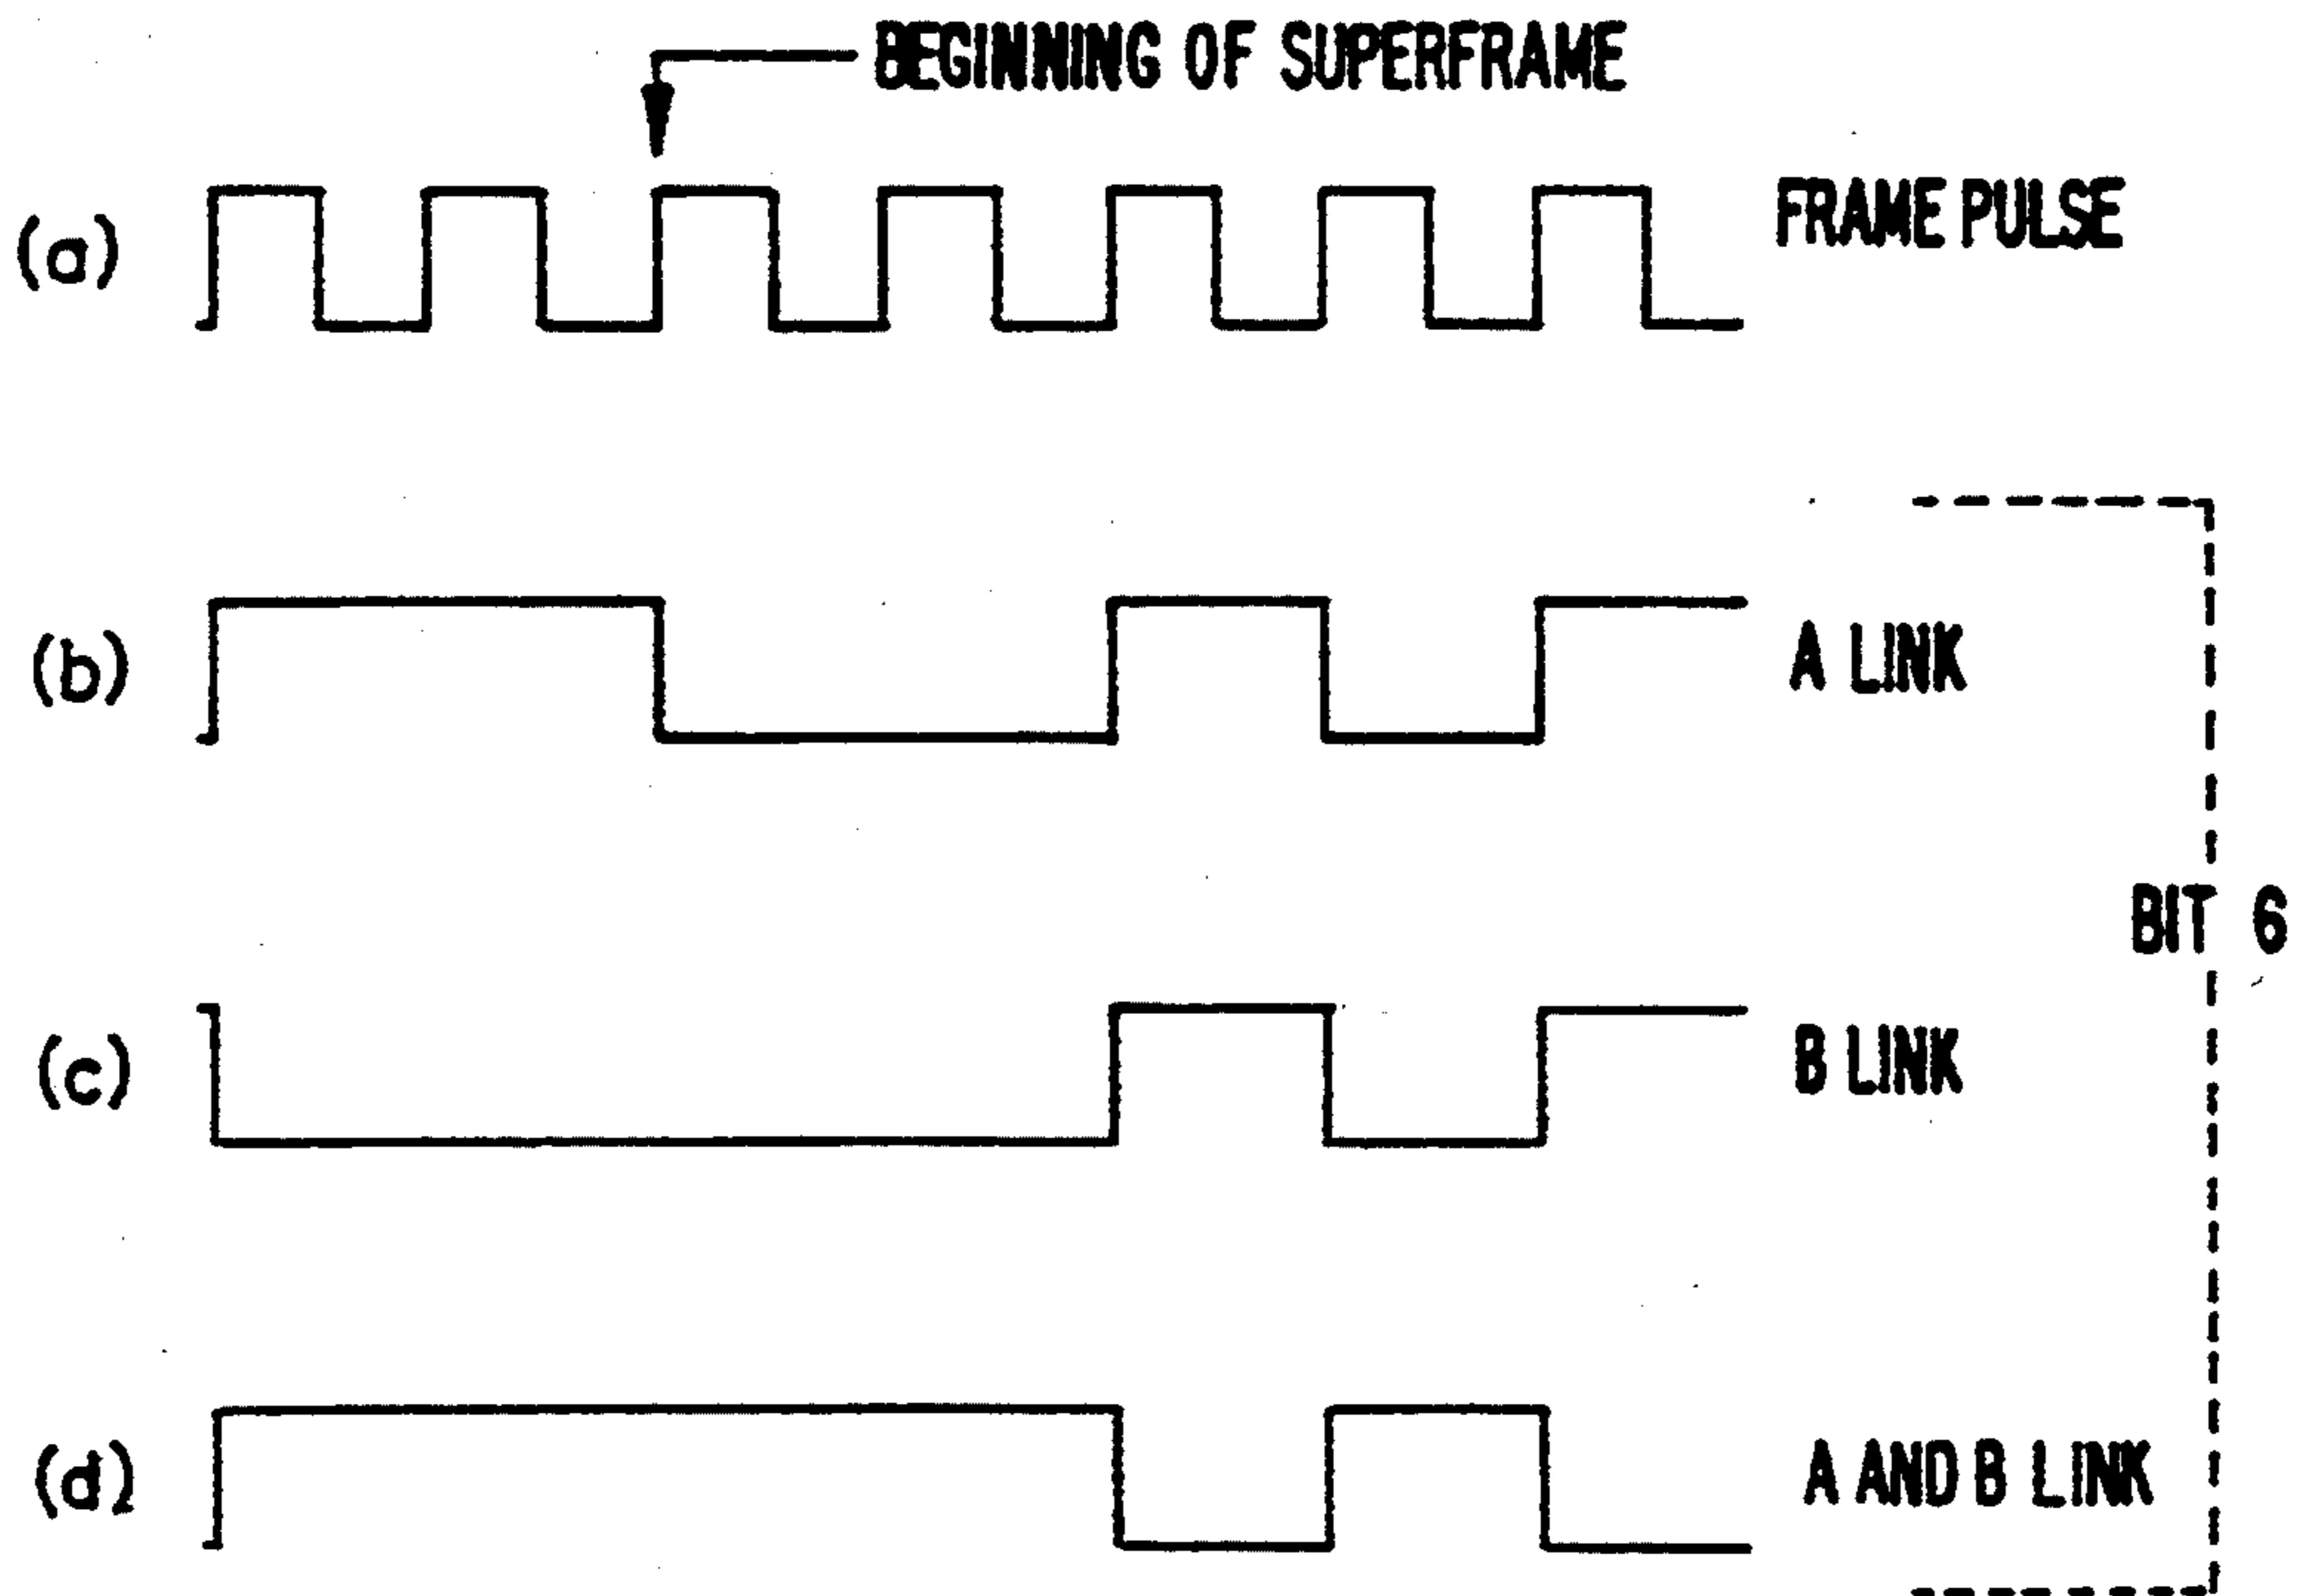 BEGINNING OF SUPERFRAME
(a)
FRAME PULSE
(b)
A LINK
BIT 6
(c)
B LINK
(d)
A AND B LINK